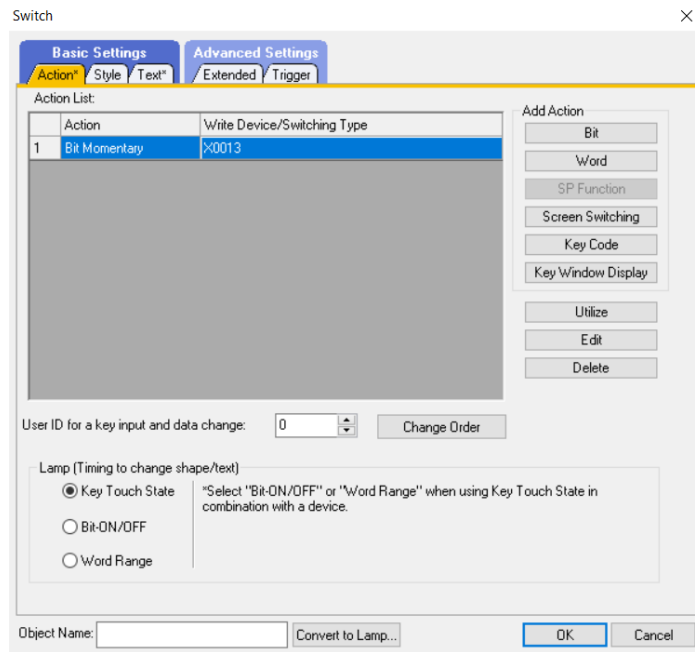 Switch
Basic Settings
Advanced Settings
Action*
Style
Text*
Extended
Trigger
Action List:
Action
Write Device/Switching Type
1
Bit Momentary
X0013
Add Action
Bit
Word
SP Function
Screen Switching
Key Code
Key Window Display
Utilize
Edit
Delete
User ID for a key input and data change:
0
Change Order
Lamp (Timing to change shape/text)
Key Touch State
Bit-ON/OFF
Word Range
*Select "Bit-ON/OFF" or "Word Range" when using Key Touch State in
combination with a device.
Object Name:
Convert to Lamp...
OK
Cancel